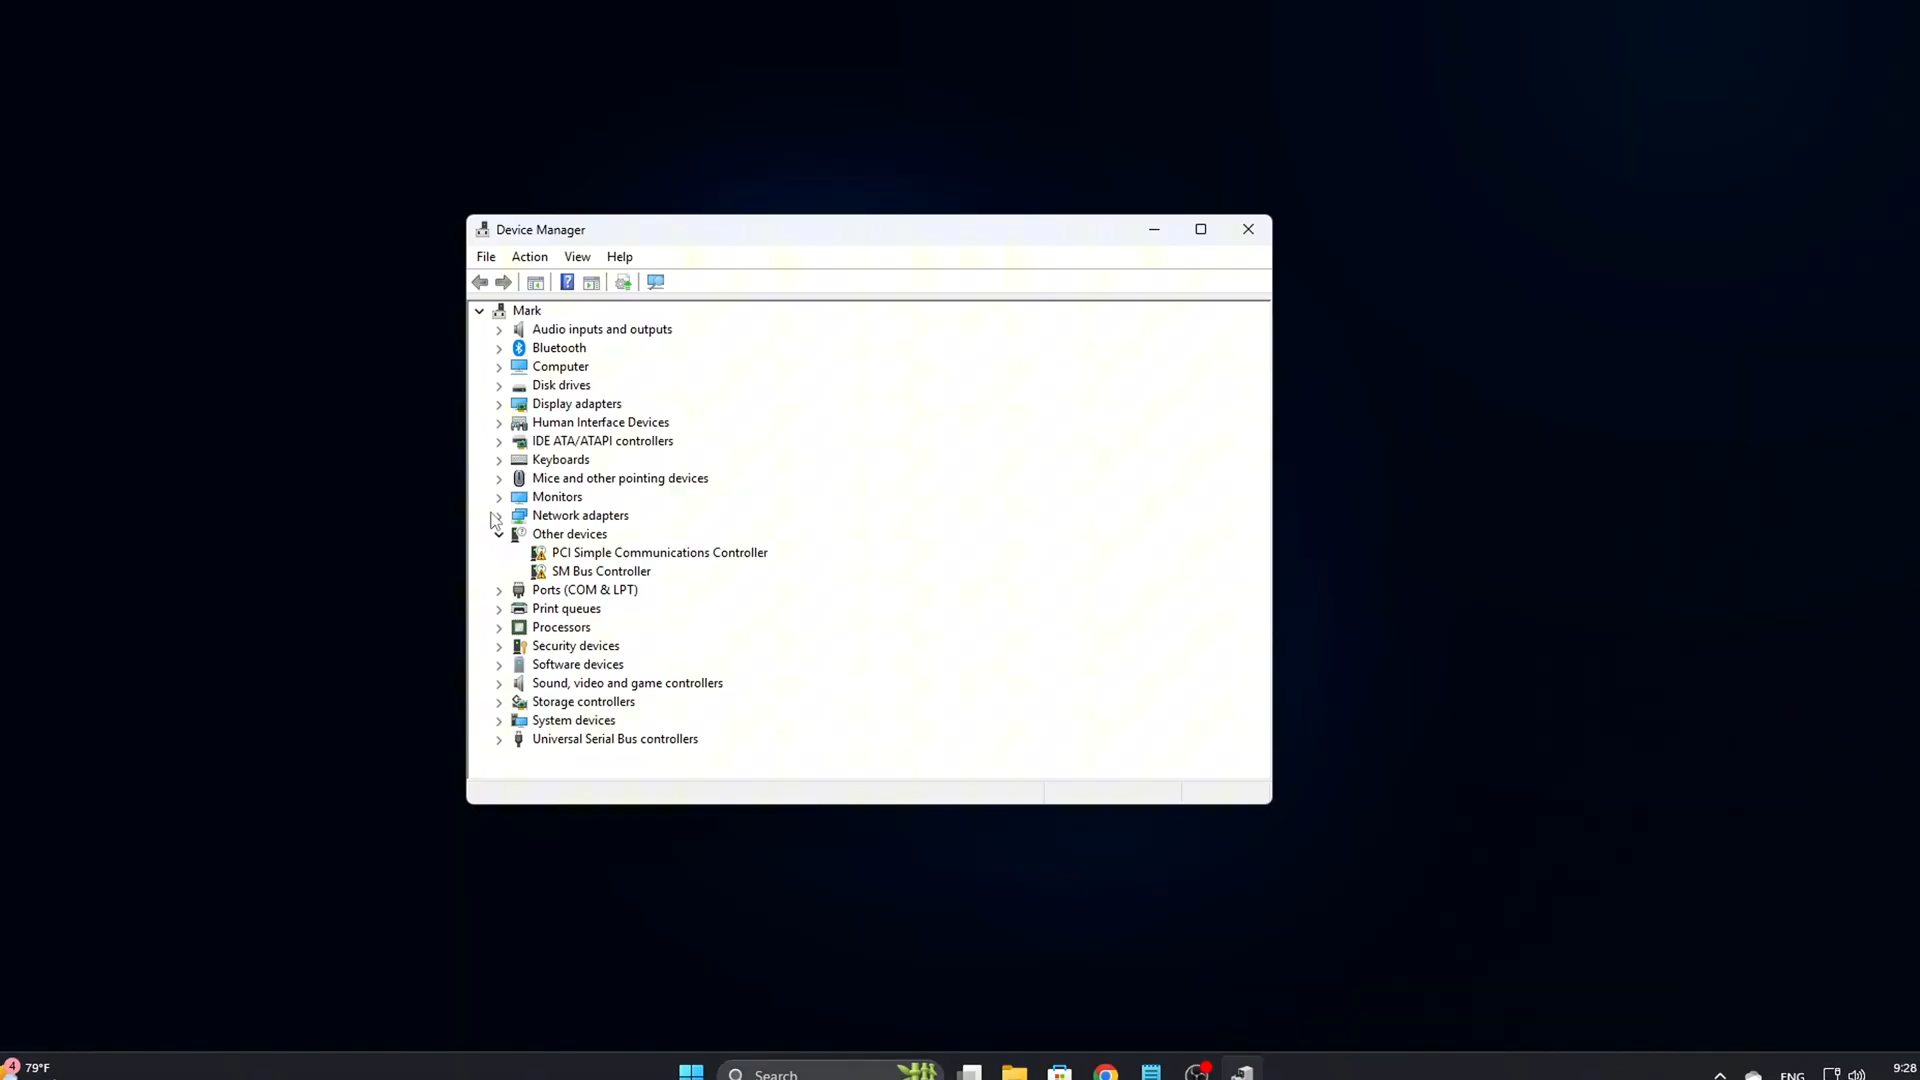 Device Manager
File Action View Help
Mark
Audio inputs and outputs
Bluetooth
Computer
Disk drives
Display adapters
Human Interface Devices
IDE ATA/ATAPI controllers
Keyboards
Mice and other pointing devices
Monitors
Network adapters
Other devices
PCI Simple Communications Controller
SM Bus Controller
Ports (COM & LPT)
Print queues
Processors
Security devices
Software devices
Sound, video and game controllers
Storage controllers
System devices
Universal Serial Bus controllers
4 79°F Search ENG 9:28